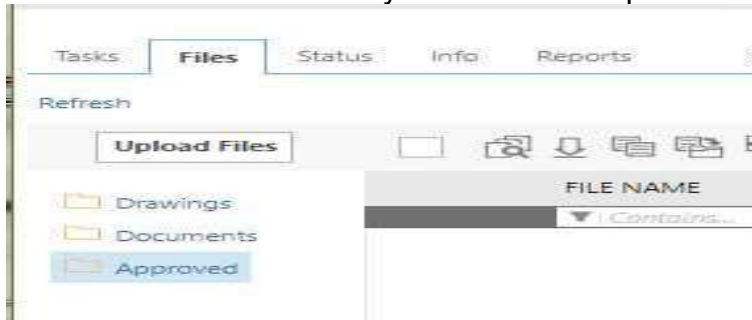 Tasks Files Status Info Reports
Refresh
Upload Files
FILE NAME
Contains...
Drawings
Documents
Approved